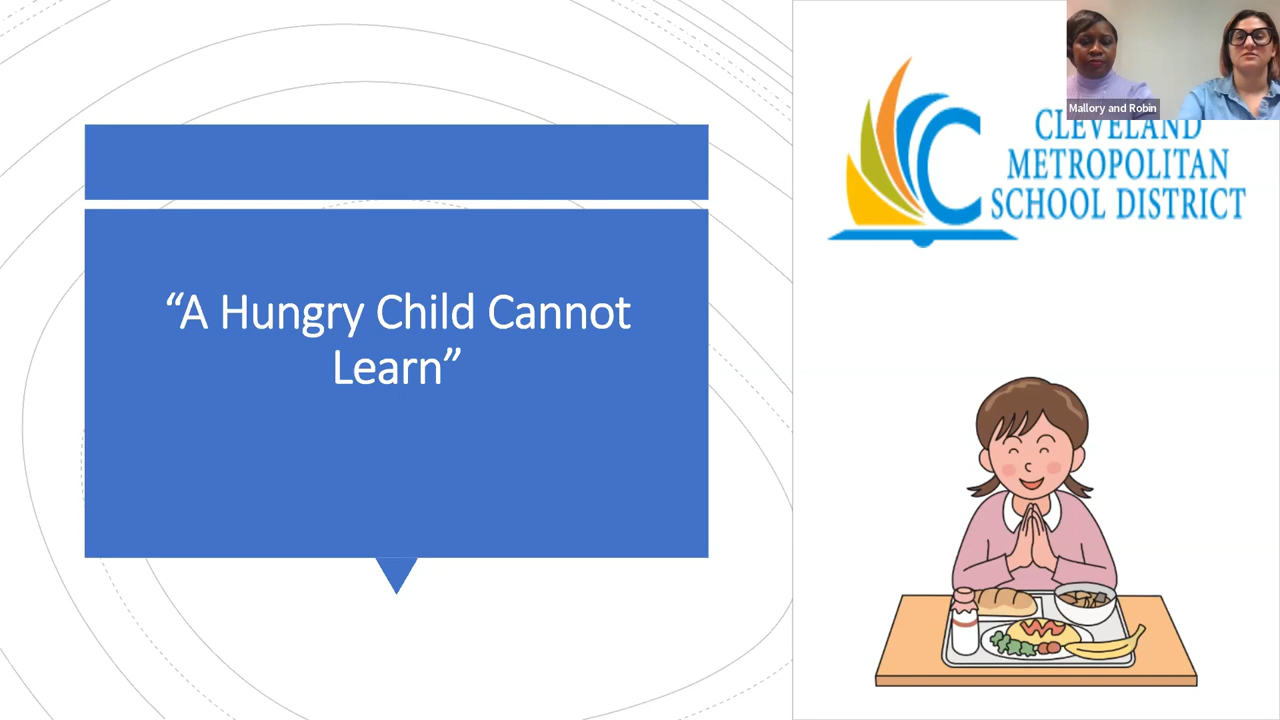 “A Hungry Child Cannot
Learn”
Mallory and Robin
CLEVELAND
METROPOLITAN
SCHOOL DISTRICT